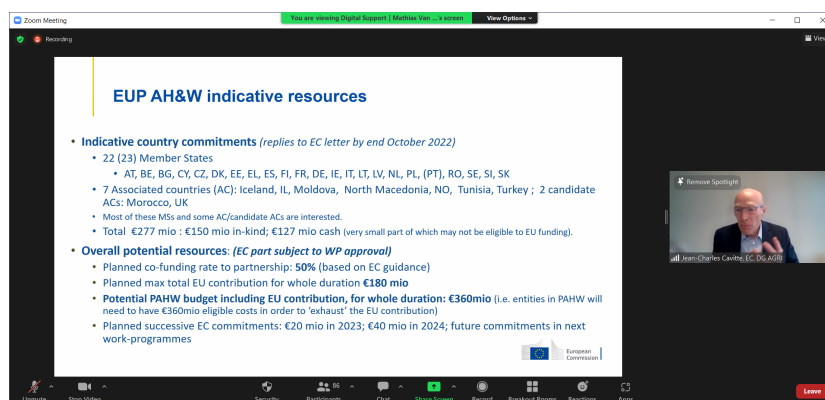 Zoom Meeting
You are viewing Digital Support | Mathias Van ...'s screen
View Options
Recording
View
EUP AH&W indicative resources
• Indicative country commitments (replies to EC letter by end October 2022)
• 22 (23) Member States
• AT, BE, BG, CY, CZ, DK, EE, EL, ES, FI, FR, DE, IE, IT, LT, LV, NL, PL, (PT), RO, SE, SI, SK
• 7 Associated countries (AC): Iceland, IL, Moldova, North Macedonia, NO, Tunisia, Turkey ; 2 candidate
ACs: Morocco, UK
• Most of these MSs and some AC/candidate ACs are interested.
• Total €277 mio : €150 mio in-kind; €127 mio cash (very small part of which may not be eligible to EU funding).
• Overall potential resources: (EC part subject to WP approval)
• Planned co-funding rate to partnership: 50% (based on EC guidance)
• Planned max total EU contribution for whole duration €180 mio
• Potential PAHW budget including EU contribution, for whole duration: €360mio (i.e. entities in PAHW will
need to have €360mio eligible costs in order to 'exhaust' the EU contribution)
• Planned successive EC commitments: €20 mio in 2023; €40 mio in 2024; future commitments in next
work-programmes
European
Commission
Remove Spotlight
Jean-Charles Cavitte, EC, DG AGRI
Unmute
Stop Video
Security
86
Participants
Chat
Share Screen
Record
Breakout Rooms
Reactions
Apps
Leave